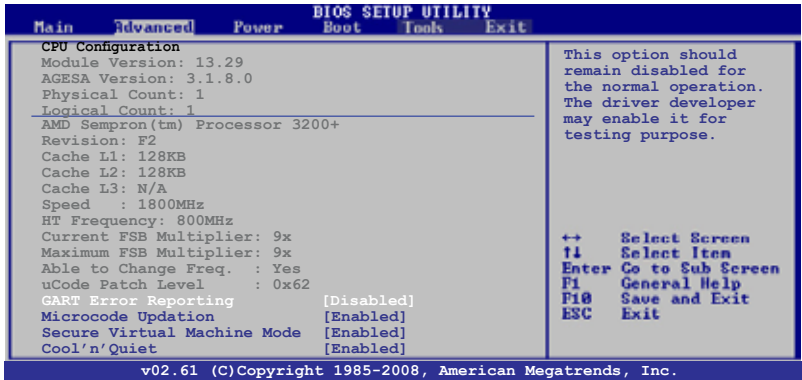 BIOS SETUP UTILITY
Main Advanced Power Boot Tools Exit
CPU Configuration
Module Version: 13.29
AGESA Version: 3.1.8.0
Physical Count: 1
Logical Count: 1
AMD Sempron(tm) Processor 3200+
Revision: F2
Cache L1: 128KB
Cache L2: 128KB
Cache L3: N/A
Speed : 1800MHz
HT Frequency: 800MHz
Current FSB Multiplier: 9x
Maximum FSB Multiplier: 9x
Able to Change Freq. : Yes
uCode Patch Level : 0x62
GART Error Reporting [Disabled]
Microcode Updation [Enabled]
Secure Virtual Machine Mode [Enabled]
Cool'n'Quiet [Enabled]
This option should
remain disabled for
the normal operation.
The driver developer
may enable it for
testing purpose.
↔ Select Screen
↑↓ Select Item
Enter Go to Sub Screen
F1 General Help
F10 Save and Exit
ESC Exit
v02.61 (C)Copyright 1985-2008, American Megatrends, Inc.